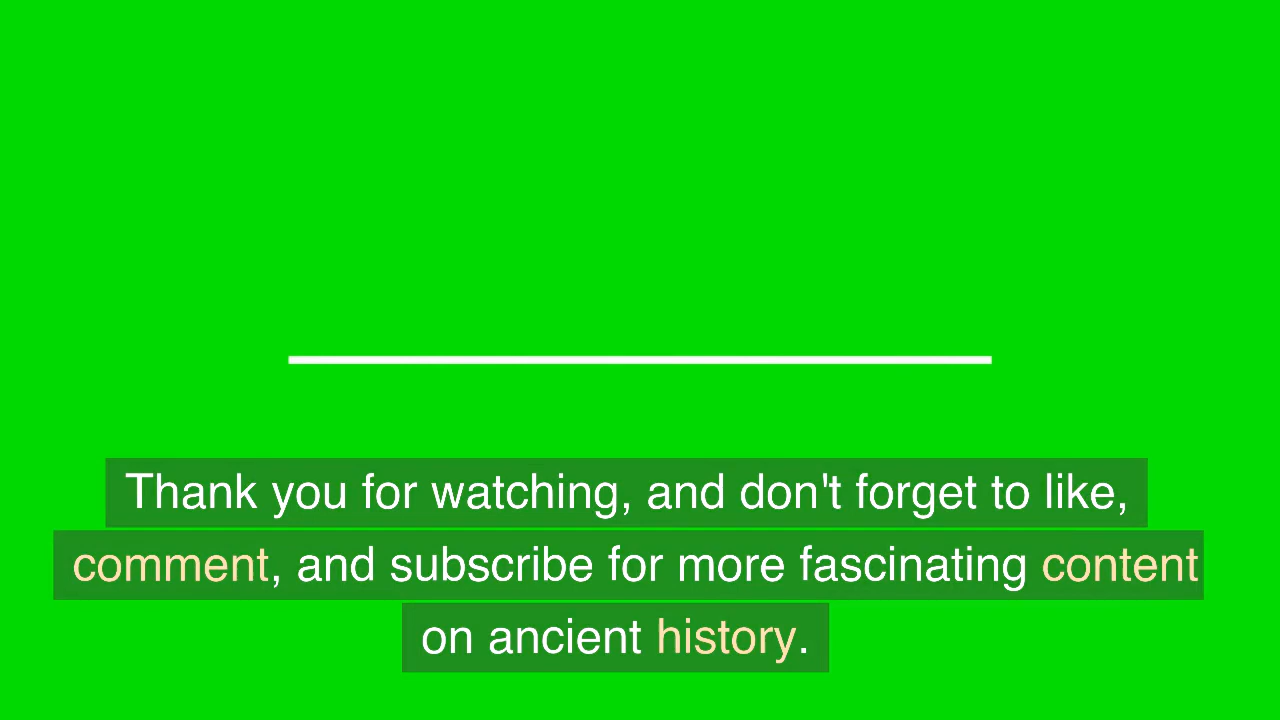 Thank you for watching, and don't forget to like,
comment, and subscribe for more fascinating content
on ancient history.